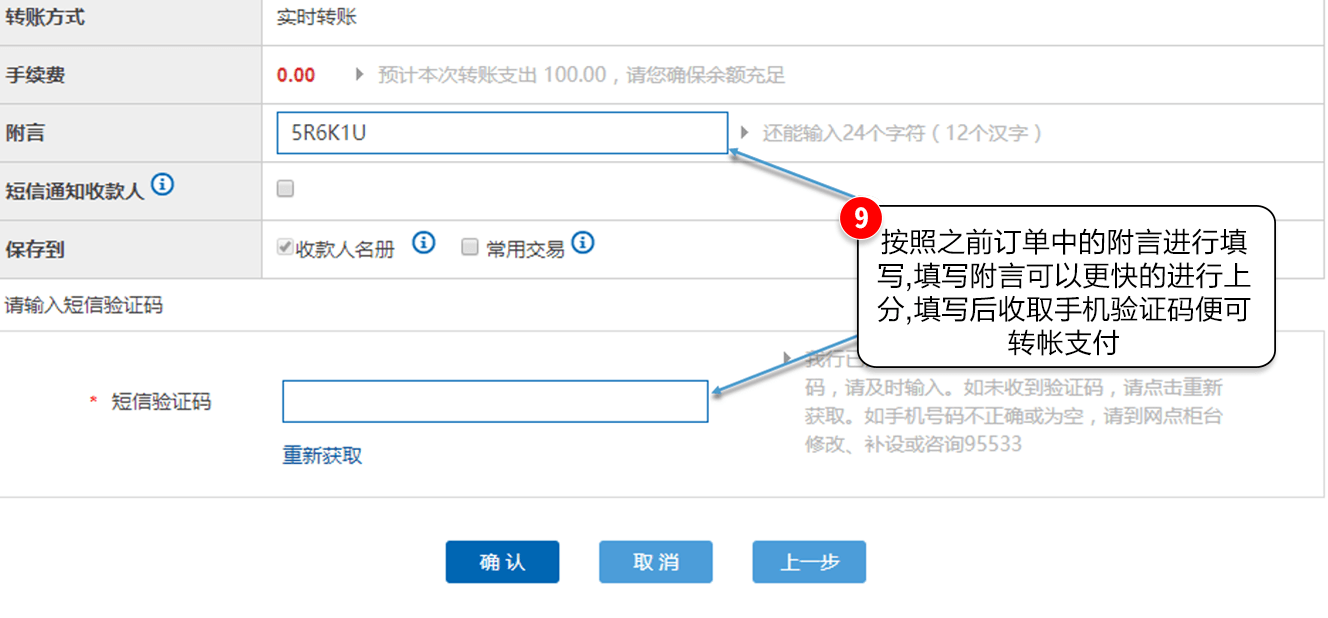 转账方式 实时转账
手续费 0.00 预计本次转账支出 100.00，请您确保余额充足
附言 5R6K1U 还能输入24个字符（12个汉字）
短信通知收款人
保存到 收款人名册 常用交易
9
按照之前订单中的附言进行填
写,填写附言可以更快的进行上
分,填写后收取手机验证码便可
转帐支付
请输入短信验证码
* 短信验证码
我行已
码，请及时输入。如未收到验证码，请点击重新
获取。如手机号码不正确或为空，请到网点柜台
修改、补设或咨询95533
重新获取
确认 取消 上一步